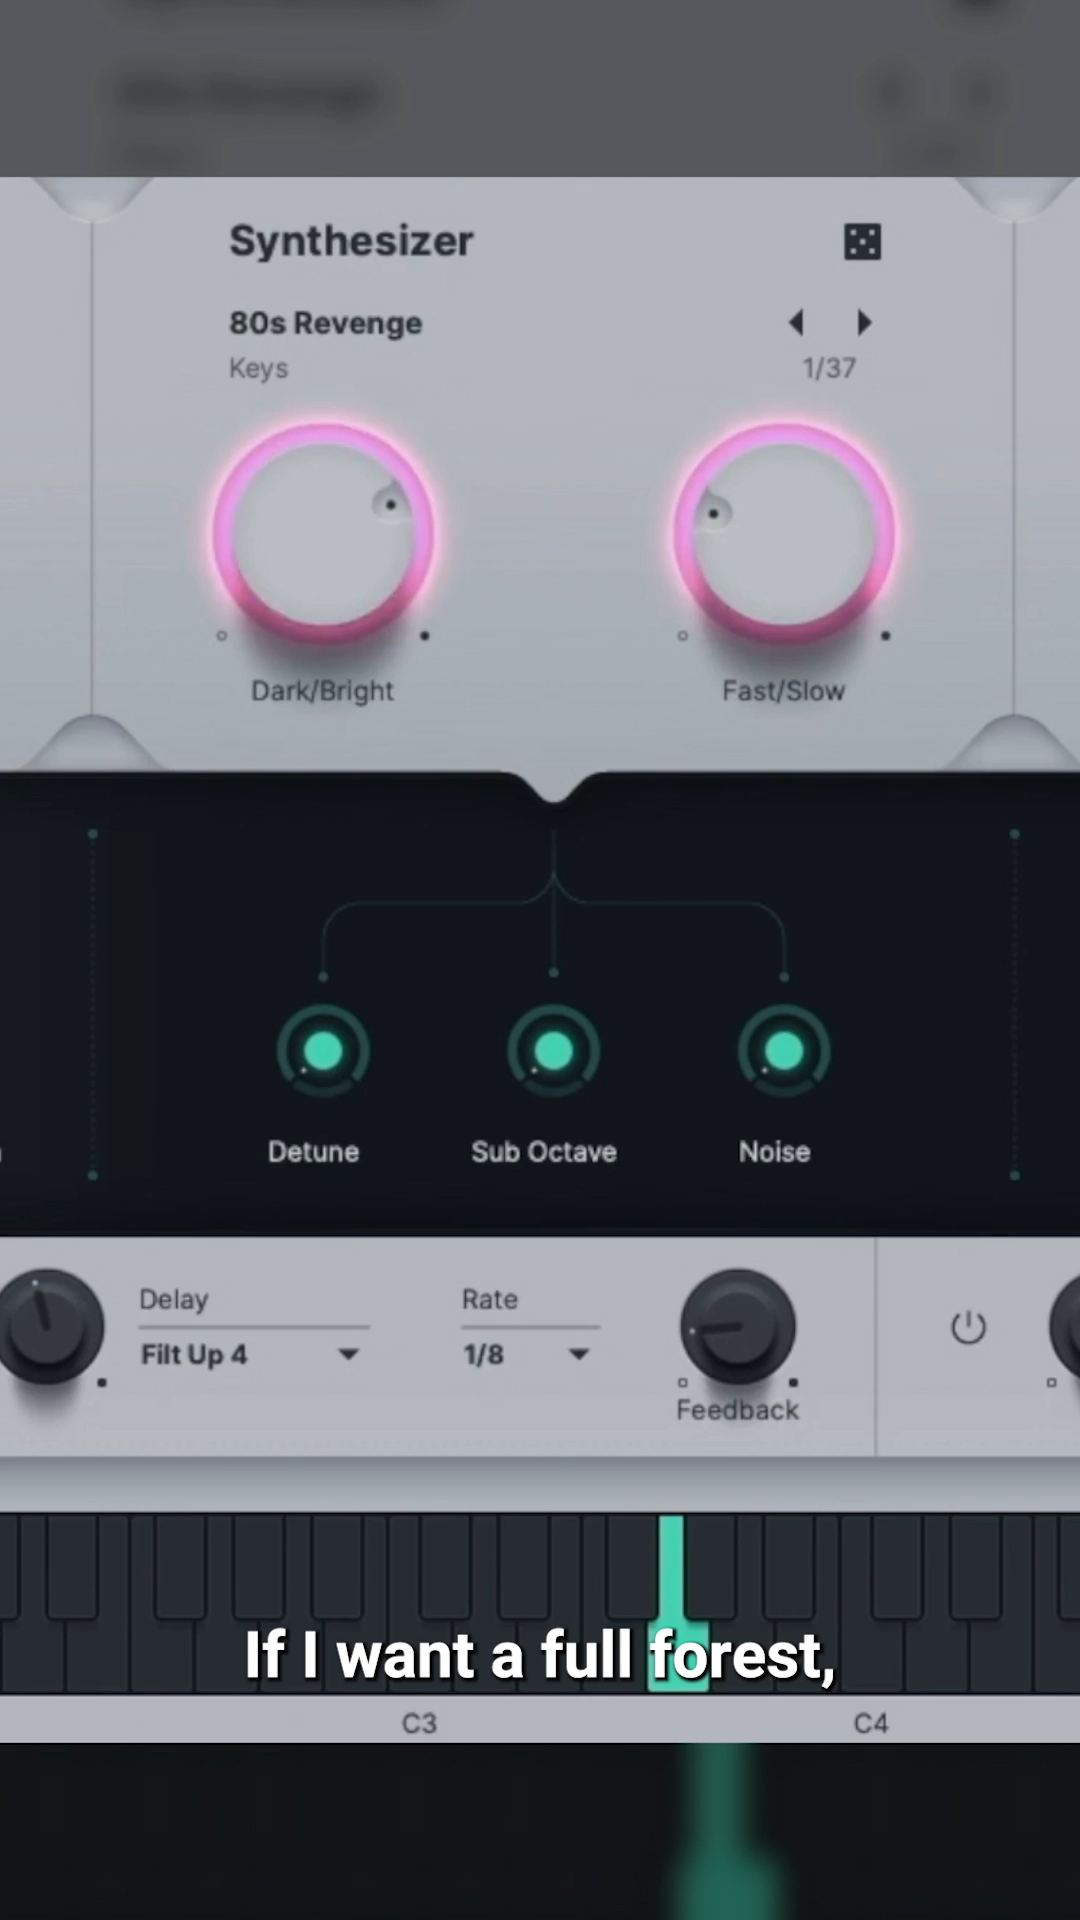 Synthesizer
80s Revenge
Keys
1/37
Dark/Bright
Fast/Slow
Detune
Sub Octave
Noise
Delay
Filt Up 4
Rate
1/8
Feedback
If I want a full forest,
C3
C4